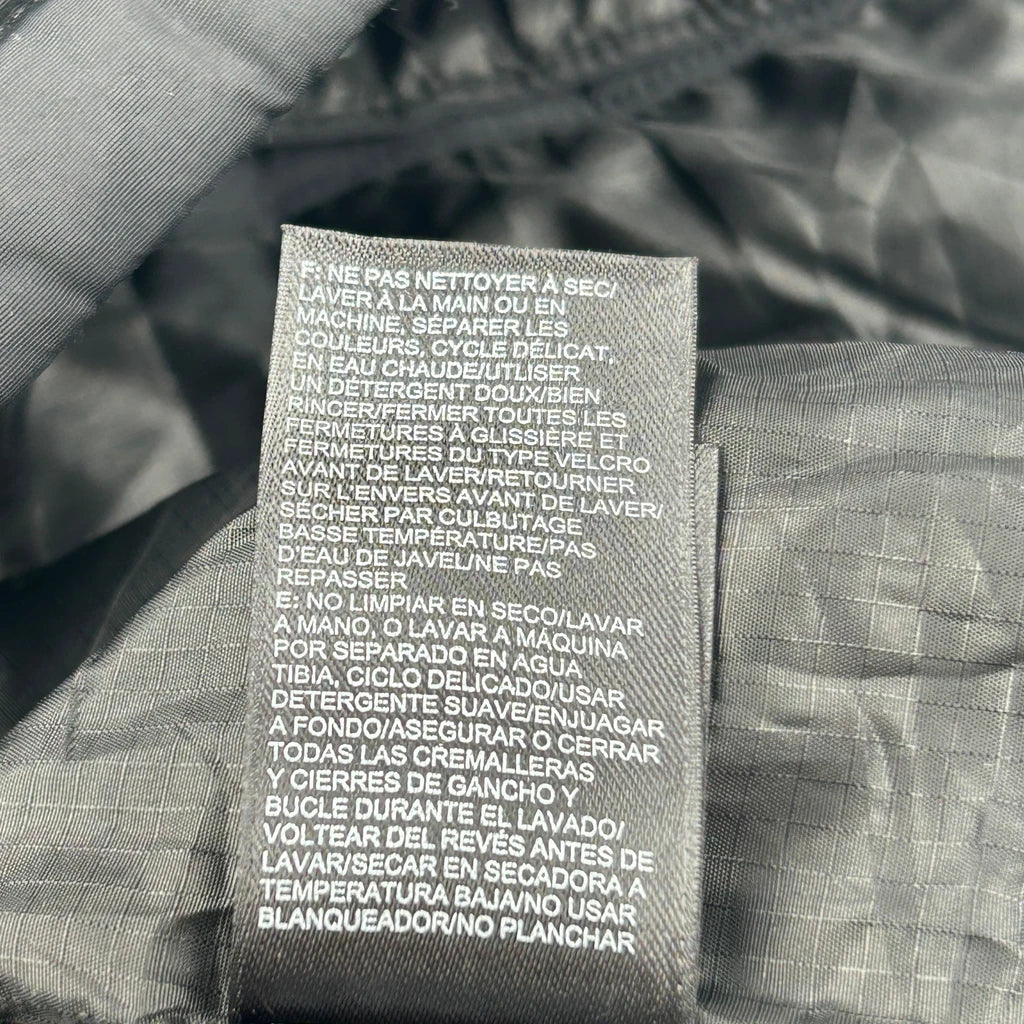 F: NE PAS NETTOYER À SEC/
LAVER À LA MAIN OU EN
MACHINE, SÉPARER LES
COULEURS, CYCLE DÉLICAT,
EN EAU CHAUDE/UTLISER
UN DÉTERGENT DOUX/BIEN
RINCER/FERMER TOUTES LES
FERMETURES À GLISSIÈRE ET
FERMETURES DU TYPE VELCRO
AVANT DE LAVER/RETOURNER
SUR L'ENVERS AVANT DE LAVER/
SÉCHER PAR CULBUTAGE
BASSE TEMPÉRATURE/PAS
D'EAU DE JAVEL/NE PAS
REPASSER
E: NO LIMPIAR EN SECO/LAVAR
A MANO, O LAVAR A MÁQUINA
POR SEPARADO EN AGUA
TIBIA, CICLO DELICADO/USAR
DETERGENTE SUAVE/ENJUAGAR
A FONDO/ASEGURAR O CERRAR
TODAS LAS CREMALLERAS
Y CIERRES DE GANCHO Y
BUCLE DURANTE EL LAVADO/
VOLTEAR DEL REVÉS ANTES DE
LAVAR/SECAR EN SECADORA A
TEMPERATURA BAJA/NO USAR
BLANQUEADOR/NO PLANCHAR